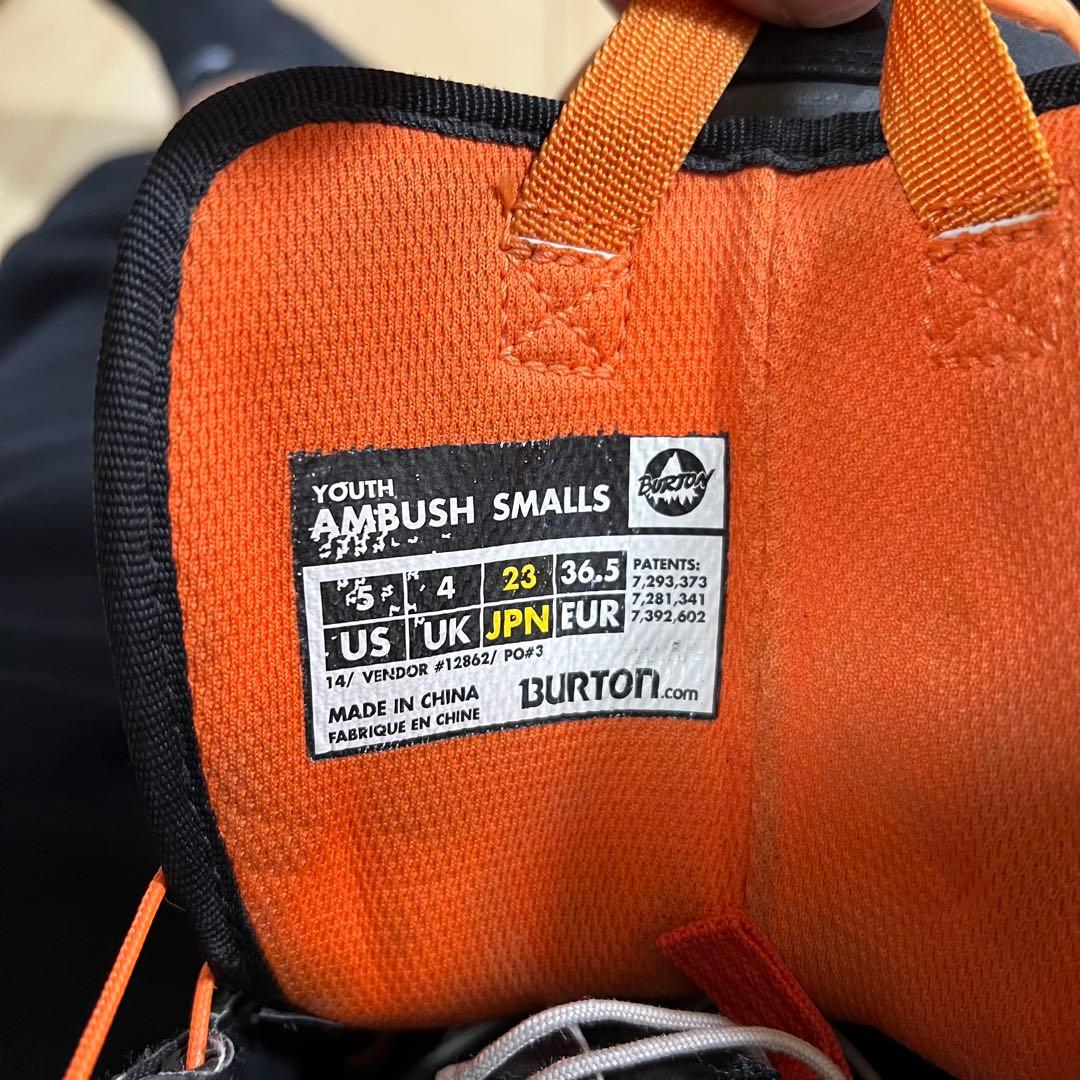 YOUTH
AMBUSH SMALLS
BURTON
5 4 23 36.5
US UK JPN EUR
PATENTS:
7,293,373
7,281,341
7,392,602
14/ VENDOR #12862/ PO#3
MADE IN CHINA
FABRIQUE EN CHINE
BURTON.com